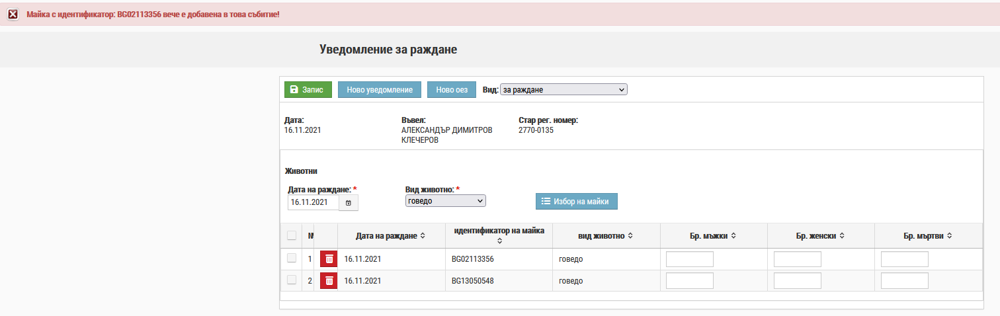 Майка с идентификатор: BG02113356 вече е добавена в това събитие!
Уведомление за раждане
Запис Ново уведомление Ново оез Вид: за раждане
Дата: Въвел: Стар рег. номер:
16.11.2021 АЛЕКСАНДЪР ДИМИТРОВ 2770-0135
КЛЕЧЕРОВ
Животни
Дата на раждане: * Вид животно: *
16.11.2021 говедо Избор на майки
№ Дата на раждане идентификатор на майка вид животно Бр. мъжки Бр. женски Бр. мъртви
1 16.11.2021 BG02113356 говедо
2 16.11.2021 BG13050548 говедо